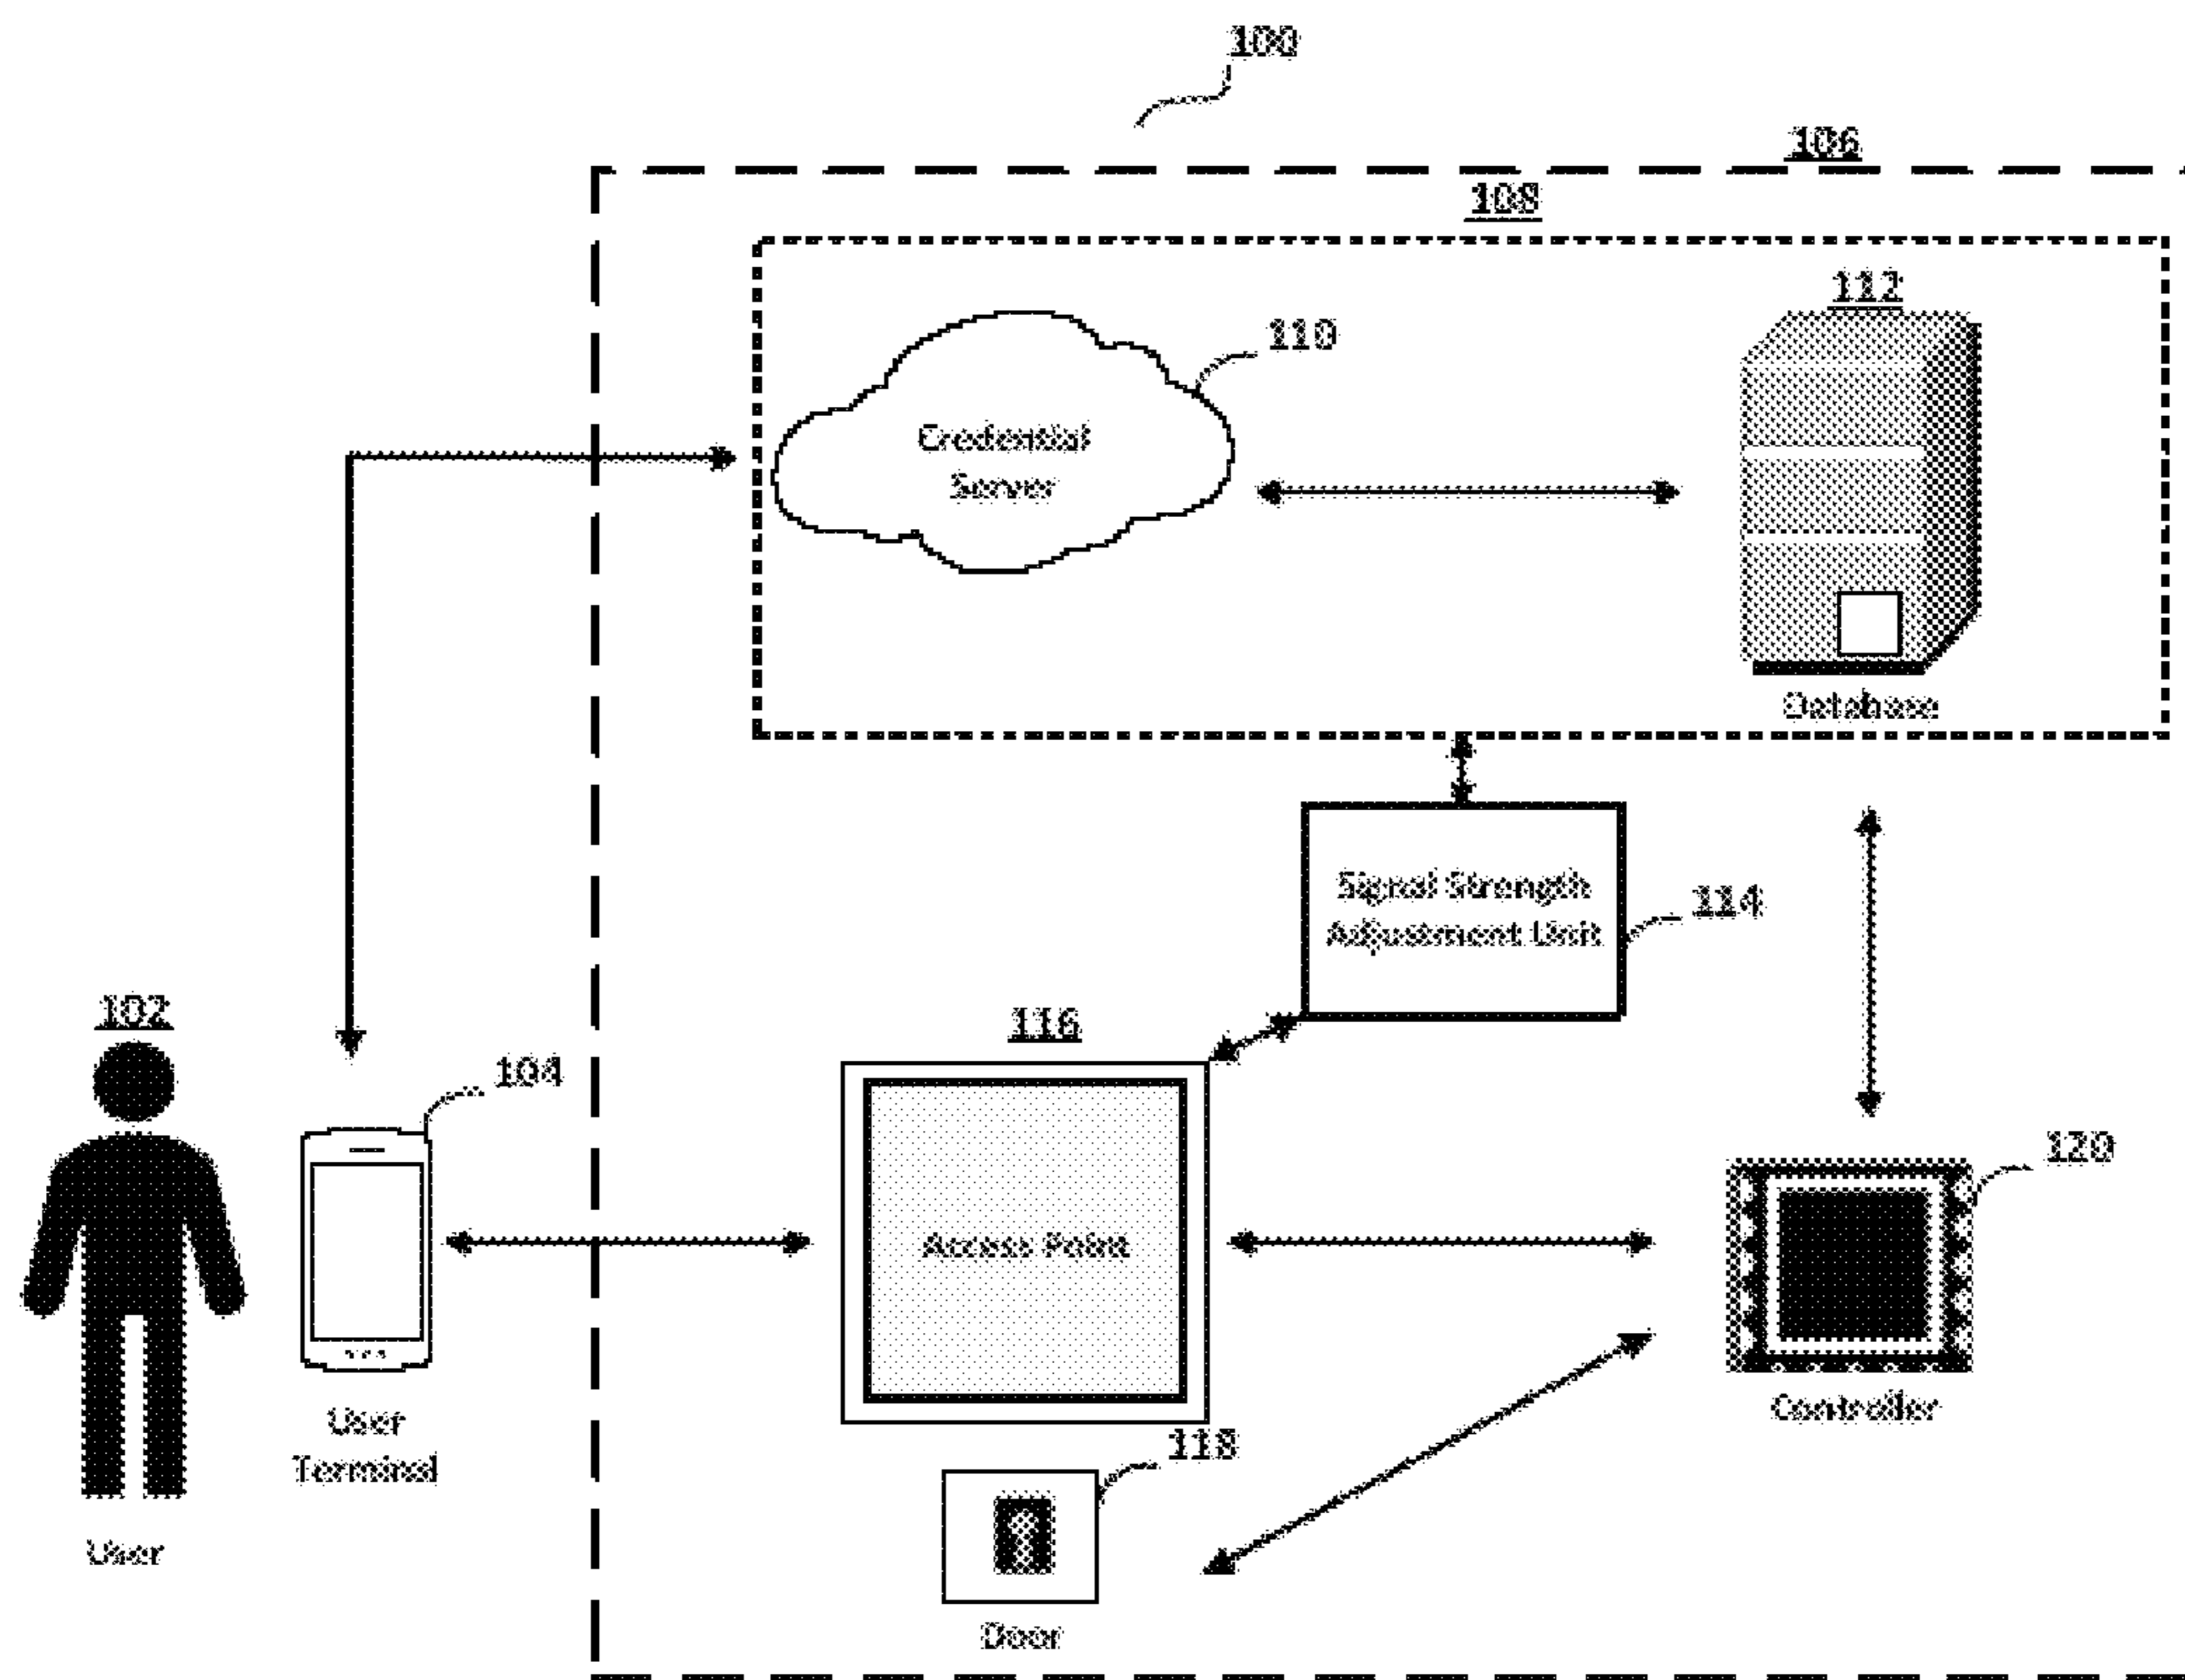 100
106
108
112
110
Credential
Server
Database
Signal Strength
Adjustment Unit
114
102
116
104
120
Access Point
User
Terminal
Controller
118
User
Door